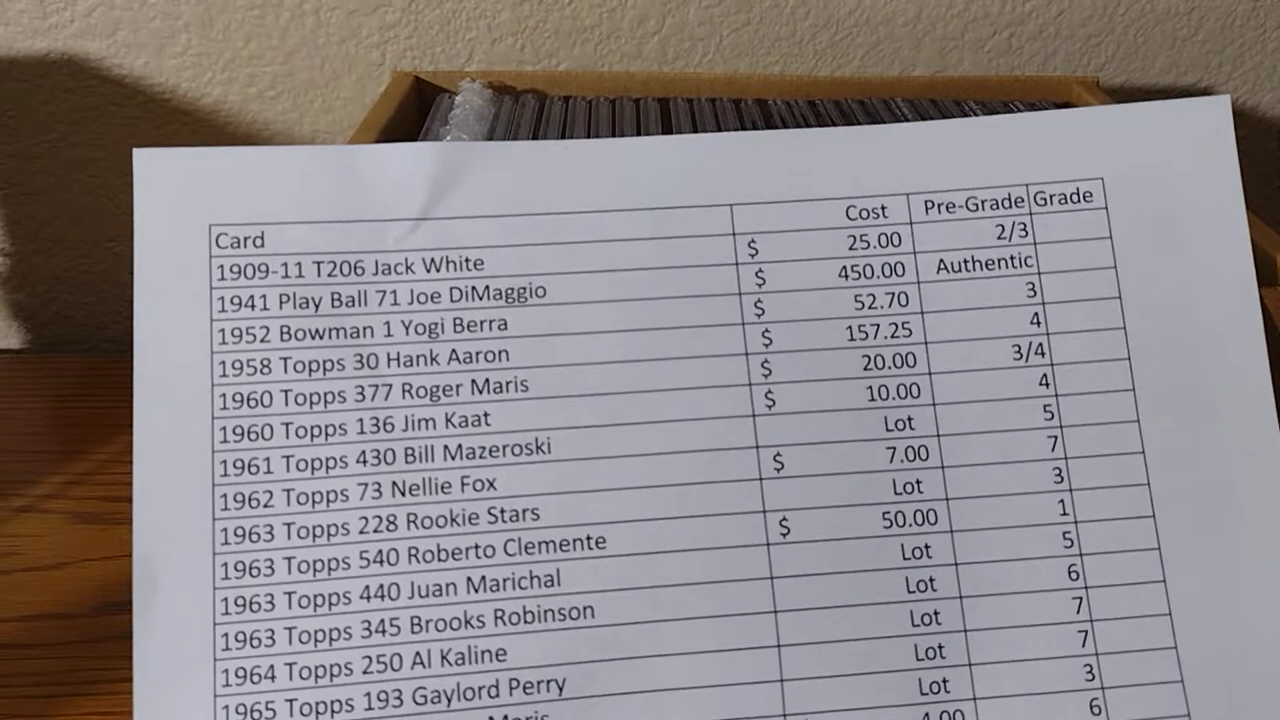 Card Cost Pre-Grade Grade
1909-11 T206 Jack White $ 25.00 2/3
1941 Play Ball 71 Joe DiMaggio $ 450.00 Authentic
1952 Bowman 1 Yogi Berra $ 52.70 3
1958 Topps 30 Hank Aaron $ 157.25 4
1960 Topps 377 Roger Maris $ 20.00 3/4
1960 Topps 136 Jim Kaat $ 10.00 4
1961 Topps 430 Bill Mazeroski Lot 5
1962 Topps 73 Nellie Fox $ 7.00 7
1963 Topps 228 Rookie Stars Lot 3
1963 Topps 540 Roberto Clemente $ 50.00 1
1963 Topps 440 Juan Marichal Lot 5
1963 Topps 345 Brooks Robinson Lot 6
1964 Topps 250 Al Kaline Lot 7
1965 Topps 193 Gaylord Perry Lot 7
Maris Lot 3
4.00 6